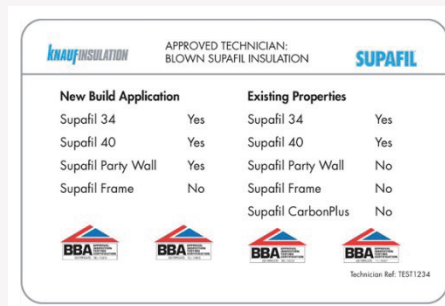 KNAUFINSULATION
APPROVED TECHNICIAN:
BLOWN SUPAFIL INSULATION
SUPAFIL
New Build Application
Supafil 34 Yes
Supafil 40 Yes
Supafil Party Wall Yes
Supafil Frame No
Existing Properties
Supafil 34 Yes
Supafil 40 Yes
Supafil Party Wall No
Supafil Frame No
Supafil CarbonPlus No
BBA
BBA
BBA
BBA
Technician Ref: TEST1234